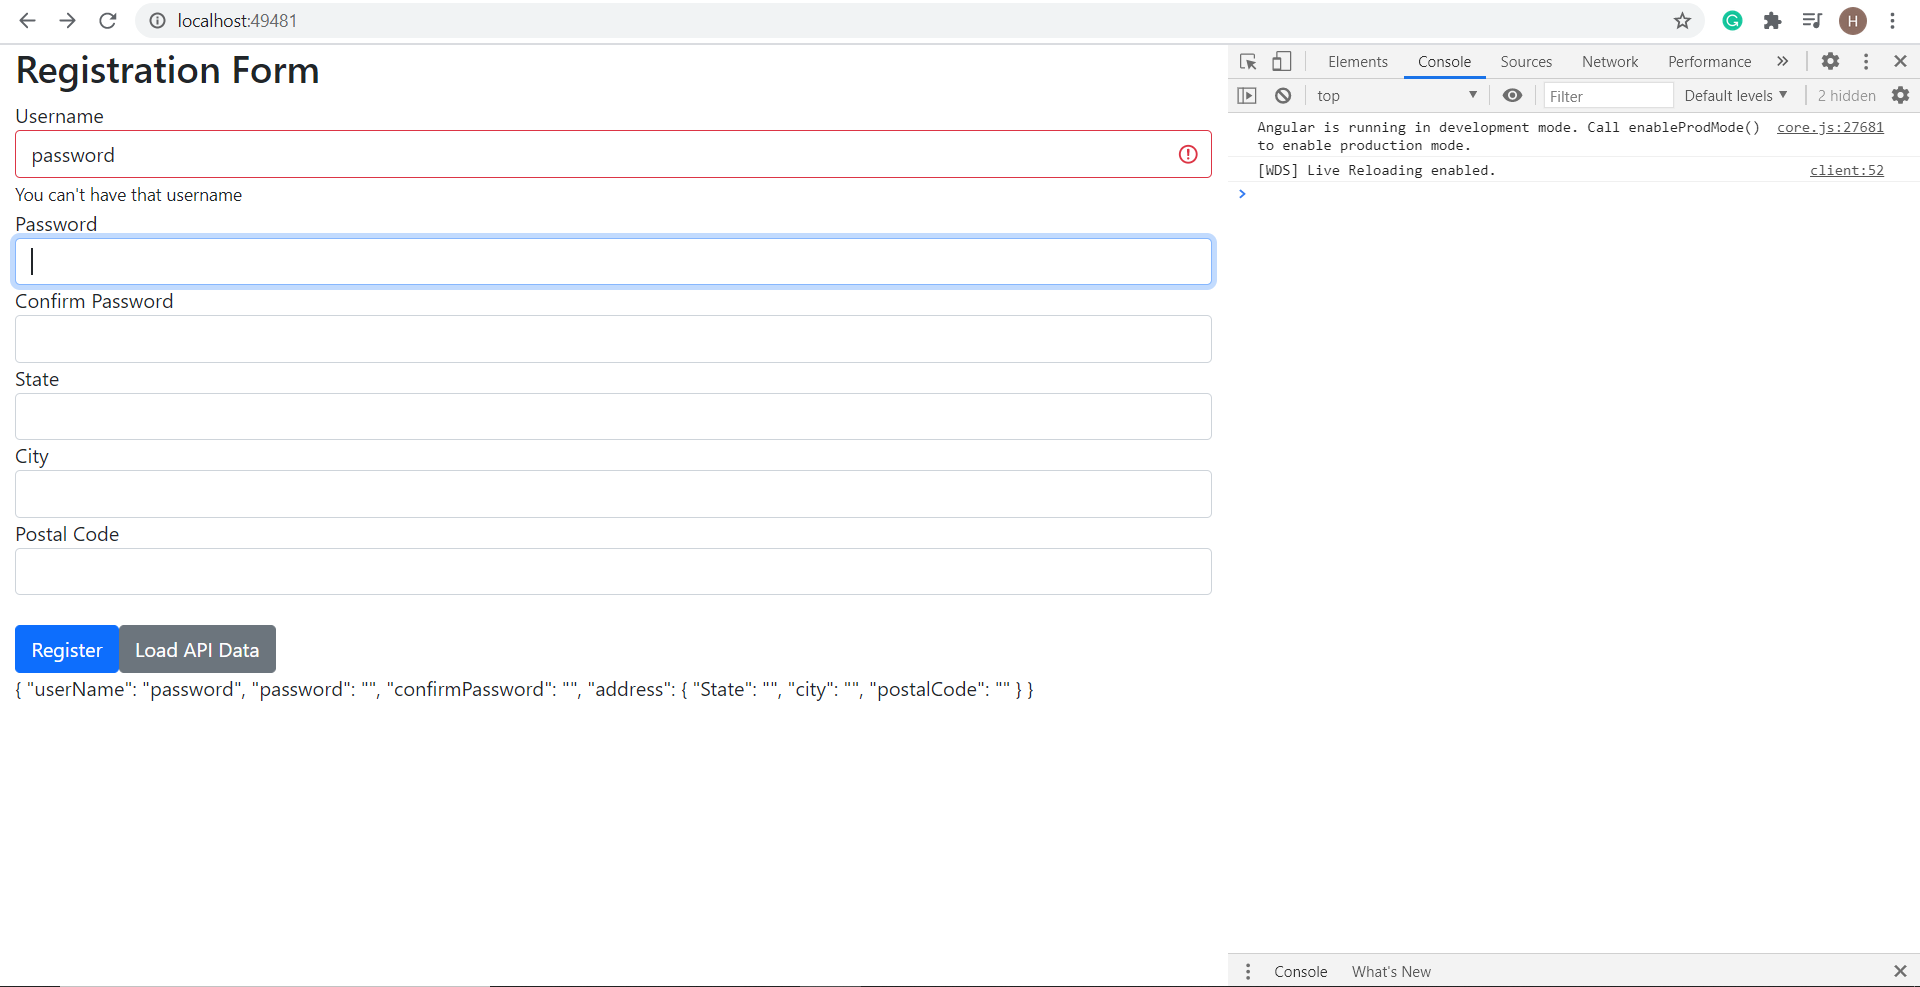 localhost:49481
H
Registration Form
Username
password
You can't have that username
Password
Confirm Password
State
City
Postal Code
Register Load API Data
{ "userName": "password", "password": "", "confirmPassword": "", "address": { "State": "", "city": "", "postalCode": "" } }
Elements Console Sources Network Performance »
top Filter Default levels 2 hidden
Angular is running in development mode. Call enableProdMode() core.js:27681
to enable production mode.
[WDS] Live Reloading enabled. client:52
Console What's New